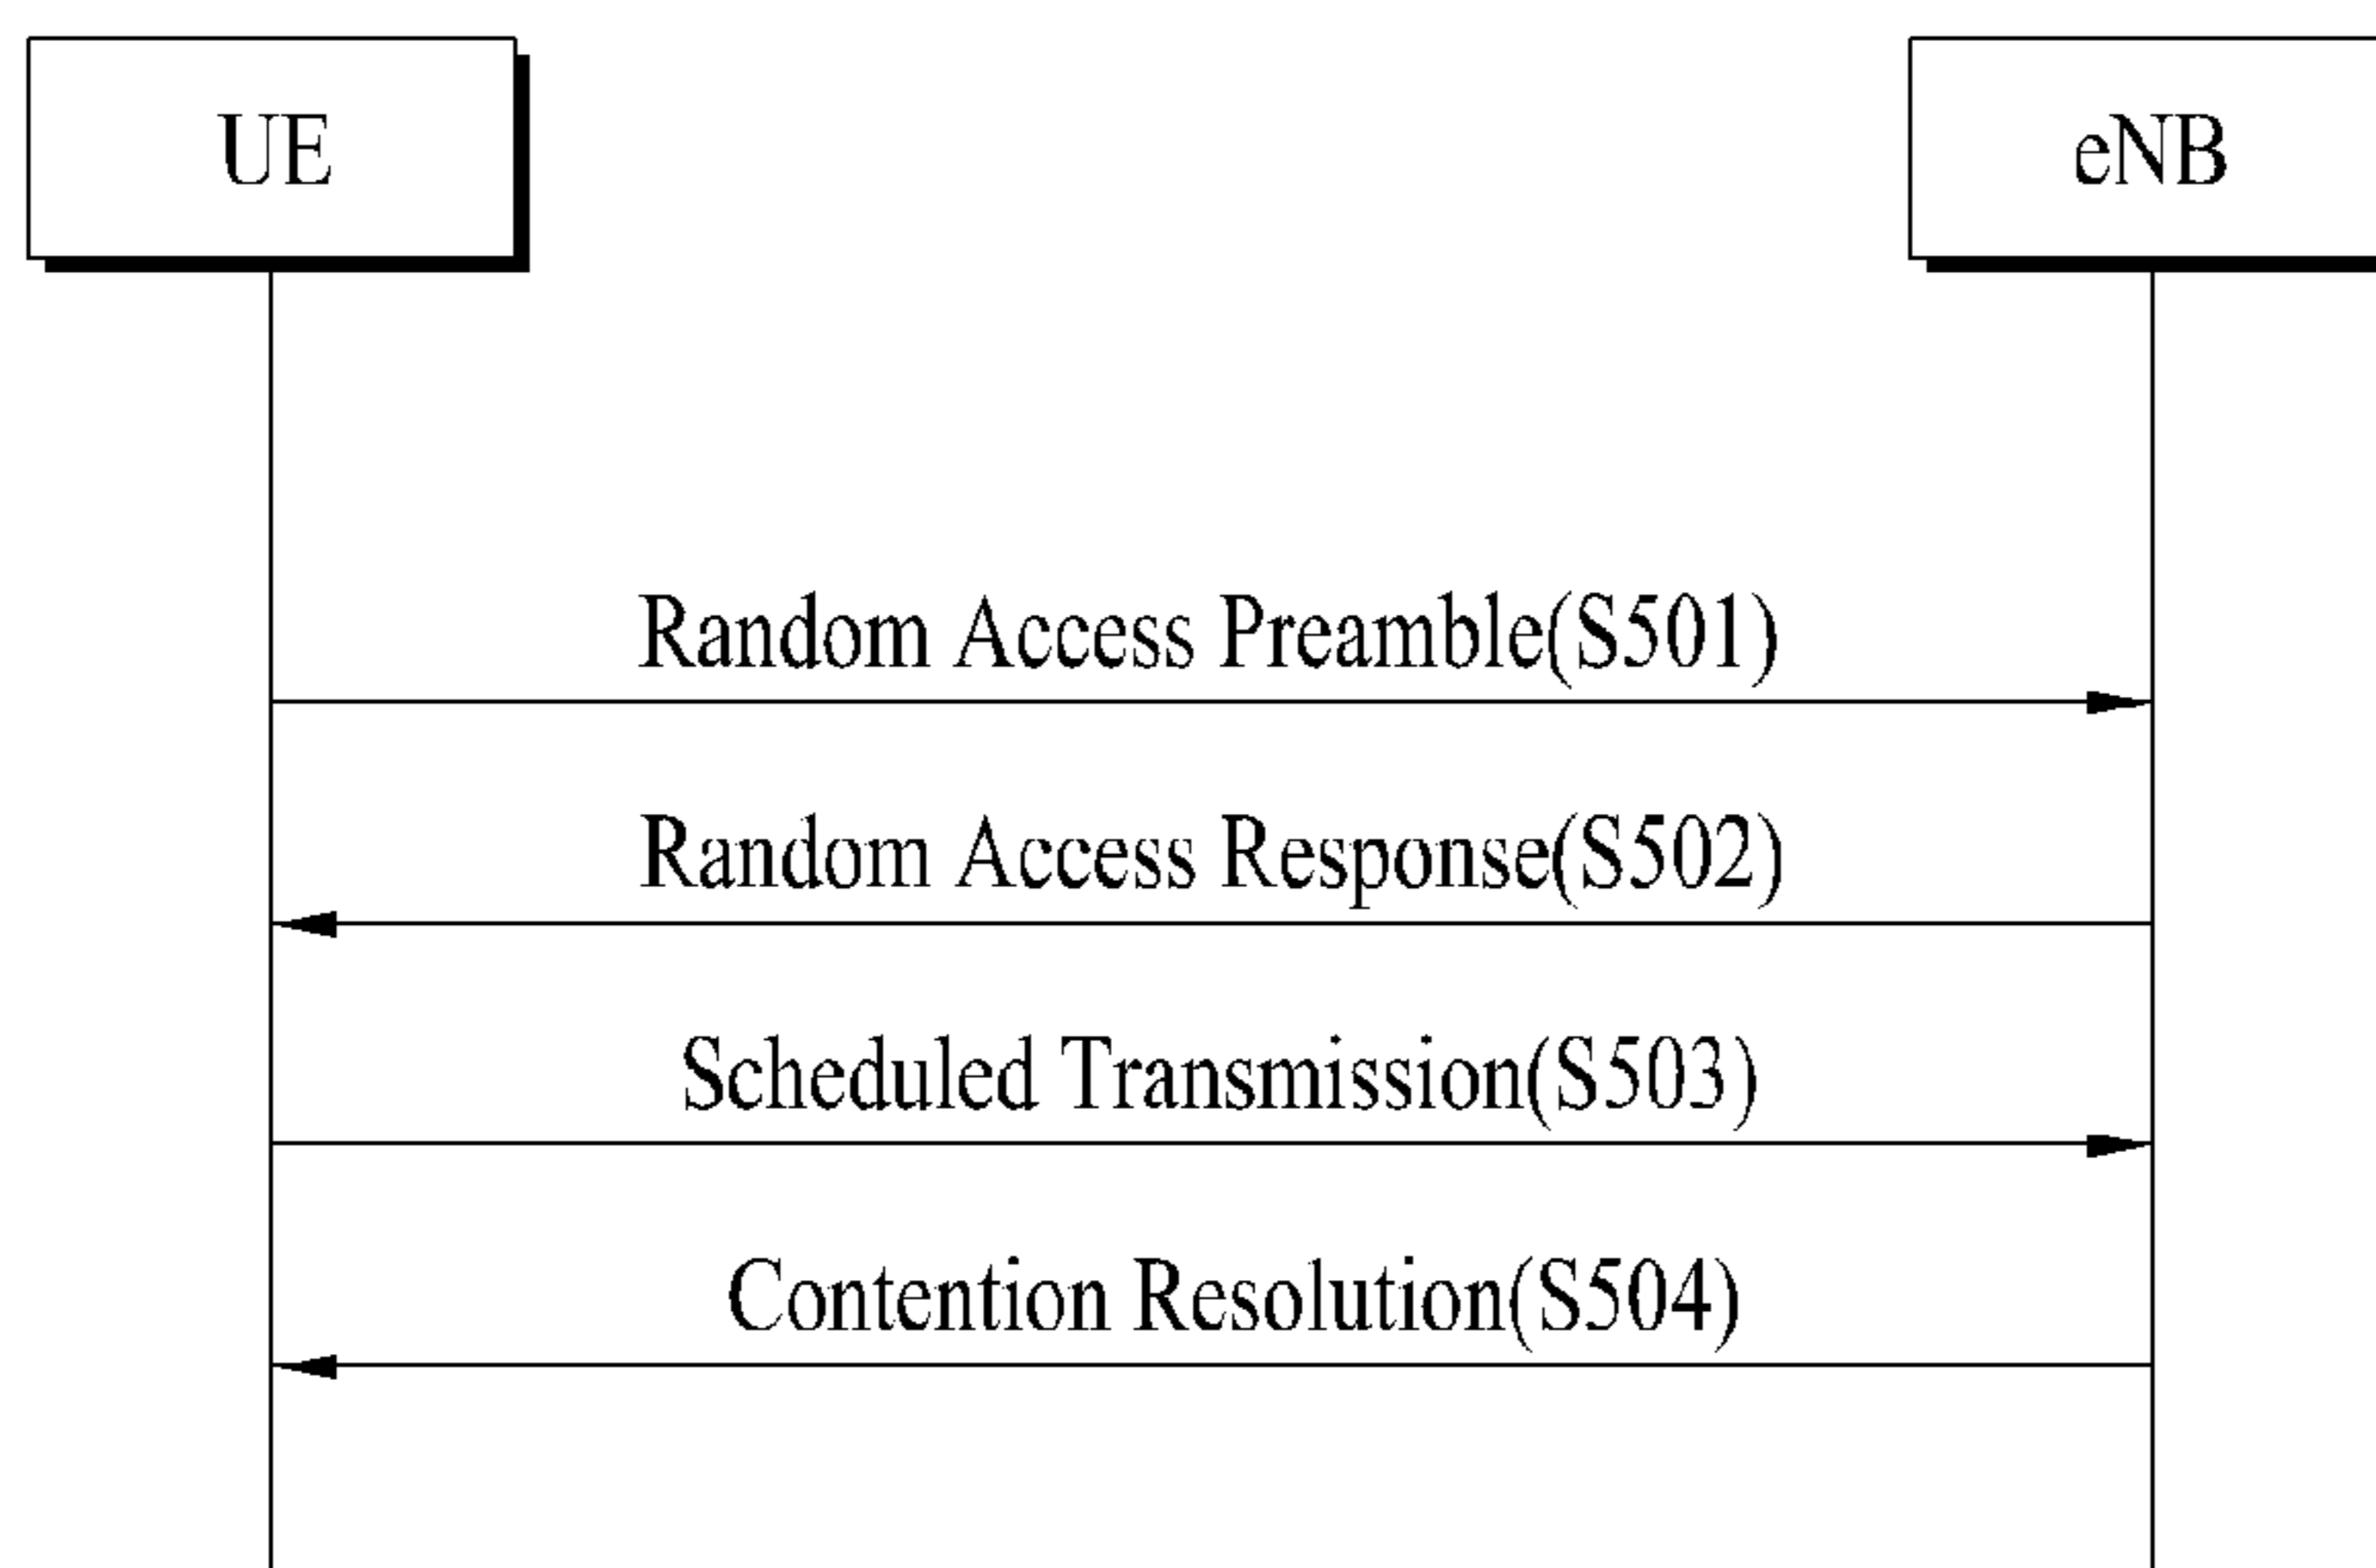 UE
eNB
Random Access Preamble(S501)
Random Access Response(S502)
Scheduled Transmission(S503)
Contention Resolution(S504)